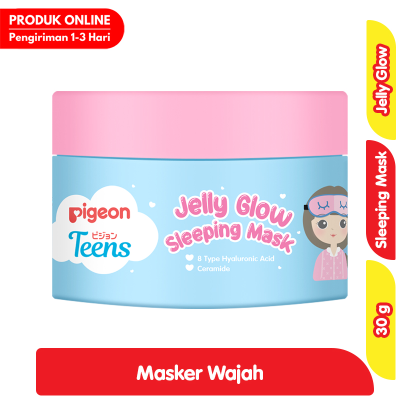 PRODUK ONLINE
Pengiriman 1-3 Hari
Jelly Glow
Sleeping Mask
30 g
pigeon
ピジョン
Teens
Jelly Glow
Sleeping Mask
8 Type Hyaluronic Acid
Ceramide
Masker Wajah